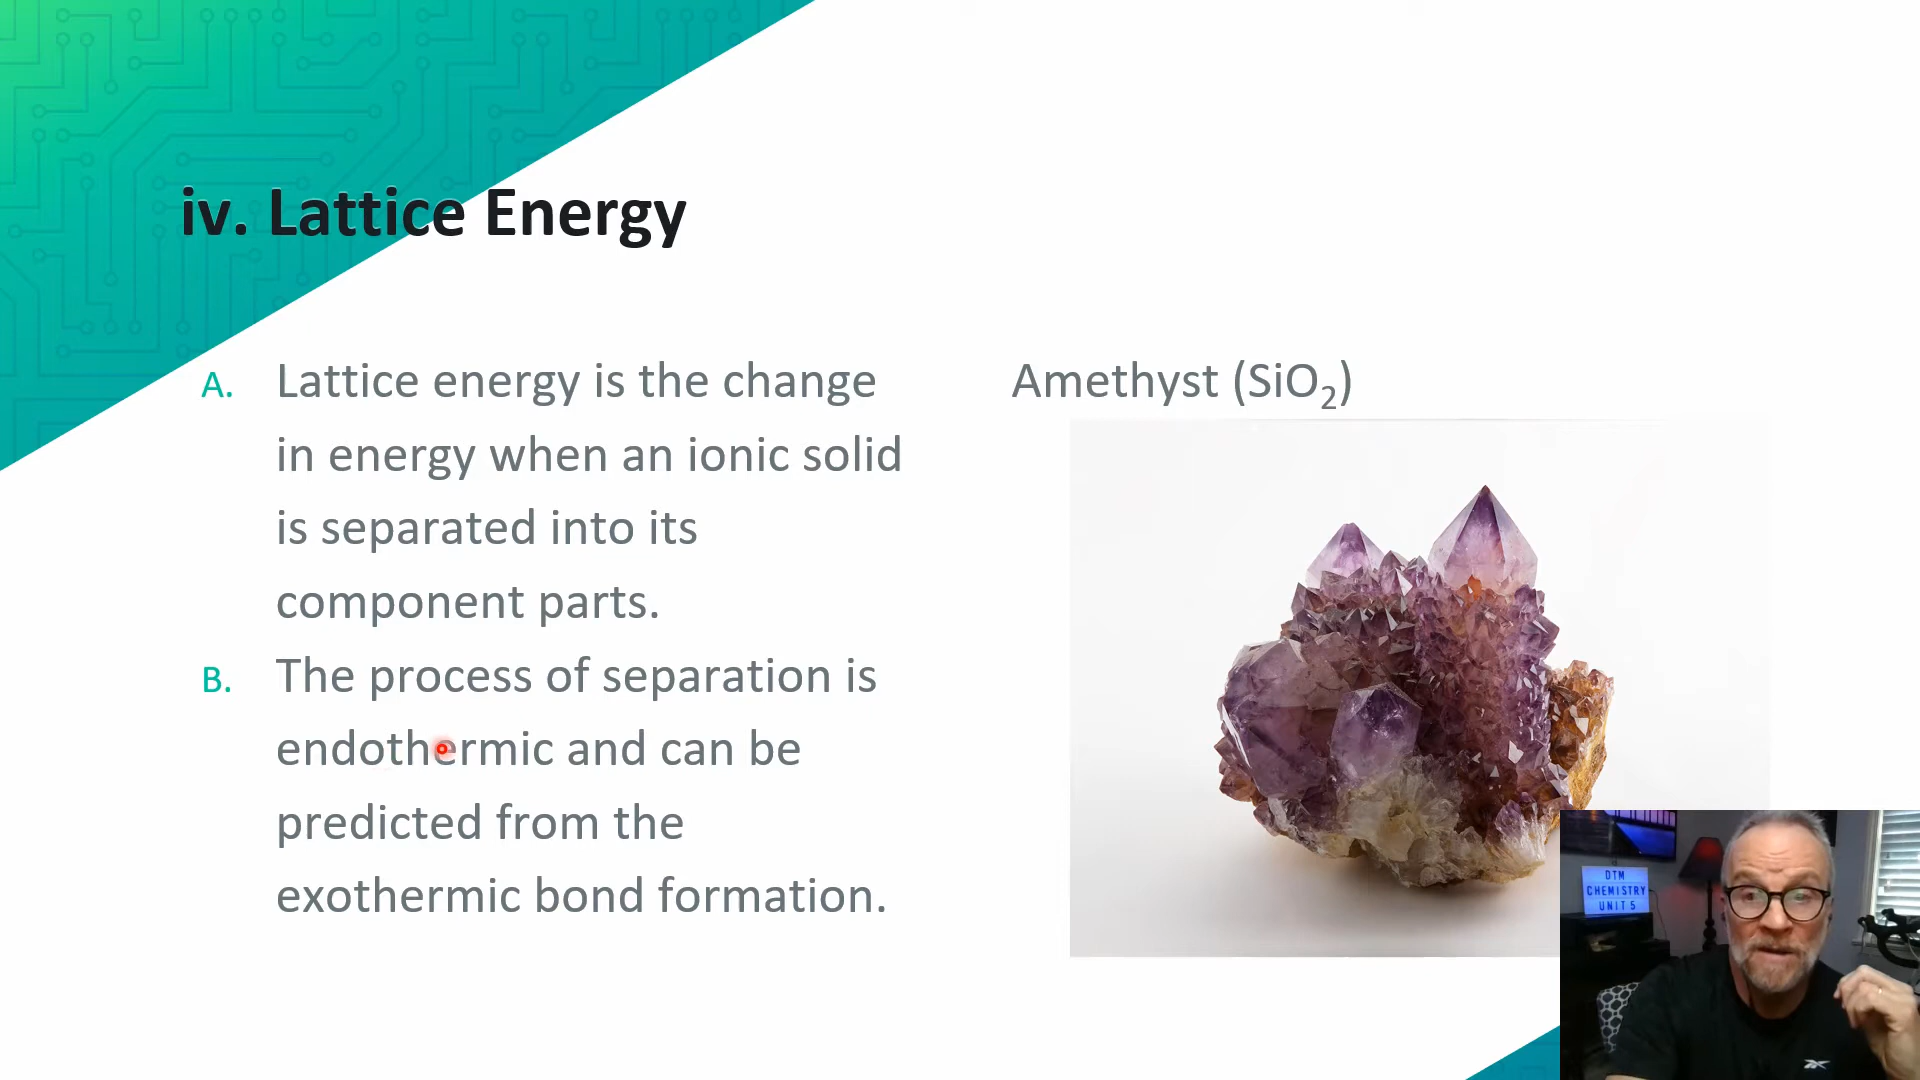 iv. Lattice Energy
A. Lattice energy is the change
in energy when an ionic solid
is separated into its
component parts.
B. The process of separation is
endothermic and can be
predicted from the
exothermic bond formation.
Amethyst (SiO₂)
DTM
CHEMISTRY
UNIT 5